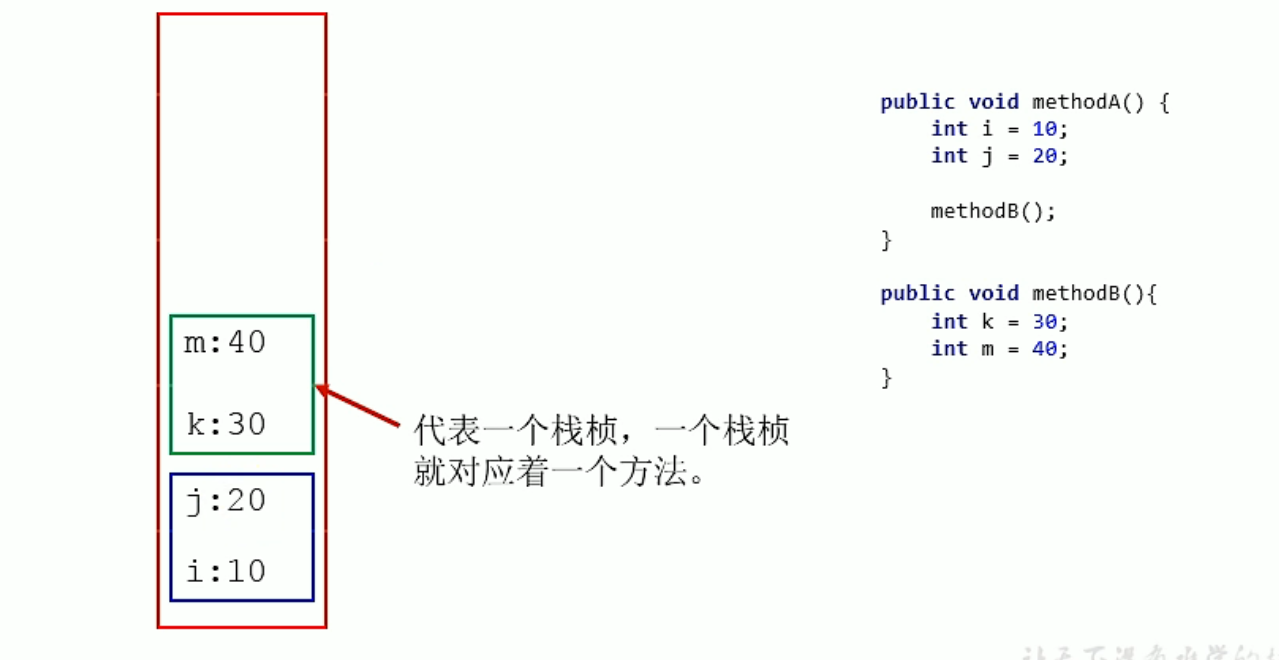 m:40
k:30
j:20
i:10
代表一个栈桢，一个栈桢
就对应着一个方法。
public void methodA() {
    int i = 10;
    int j = 20;
    methodB();
}
public void methodB(){
    int k = 30;
    int m = 40;
}